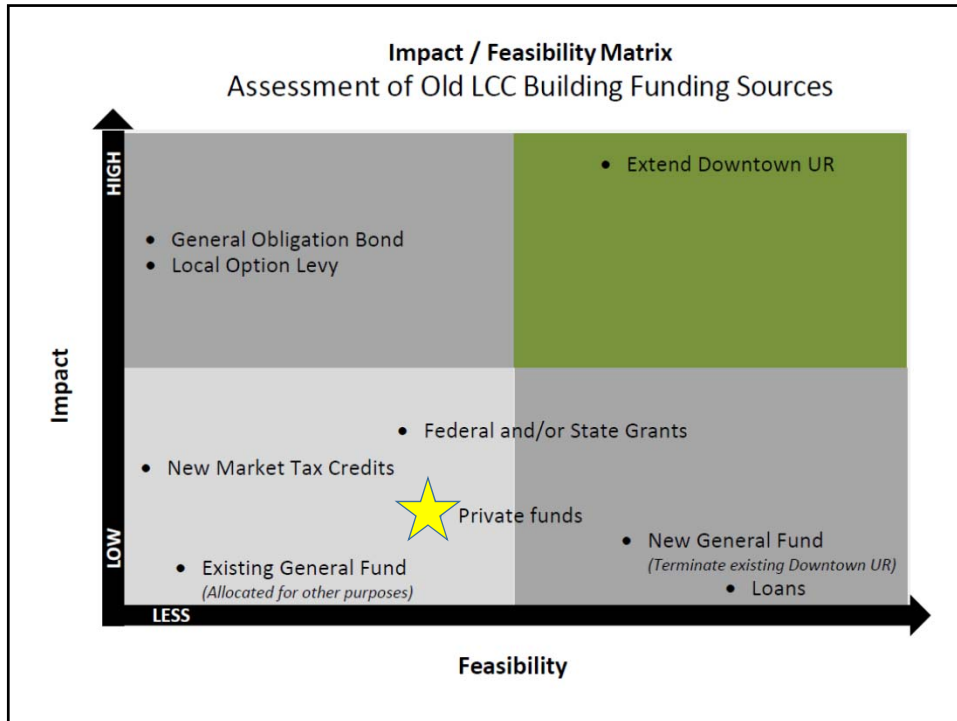 Impact / Feasibility Matrix
Assessment of Old LCC Building Funding Sources
HIGH
• Extend Downtown UR
• General Obligation Bond
• Local Option Levy
Impact
• Federal and/or State Grants
• New Market Tax Credits
Private funds
LOW
• New General Fund
(Terminate existing Downtown UR)
• Existing General Fund
(Allocated for other purposes)
• Loans
LESS
Feasibility